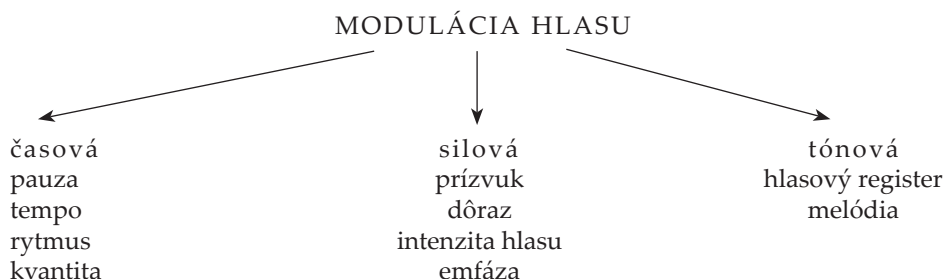 MODULÁCIA HLASU
časová silová tónová
pauza prízvuk hlasový register
tempo dôraz melódia
rytmus intenzita hlasu
kvantita emfáza